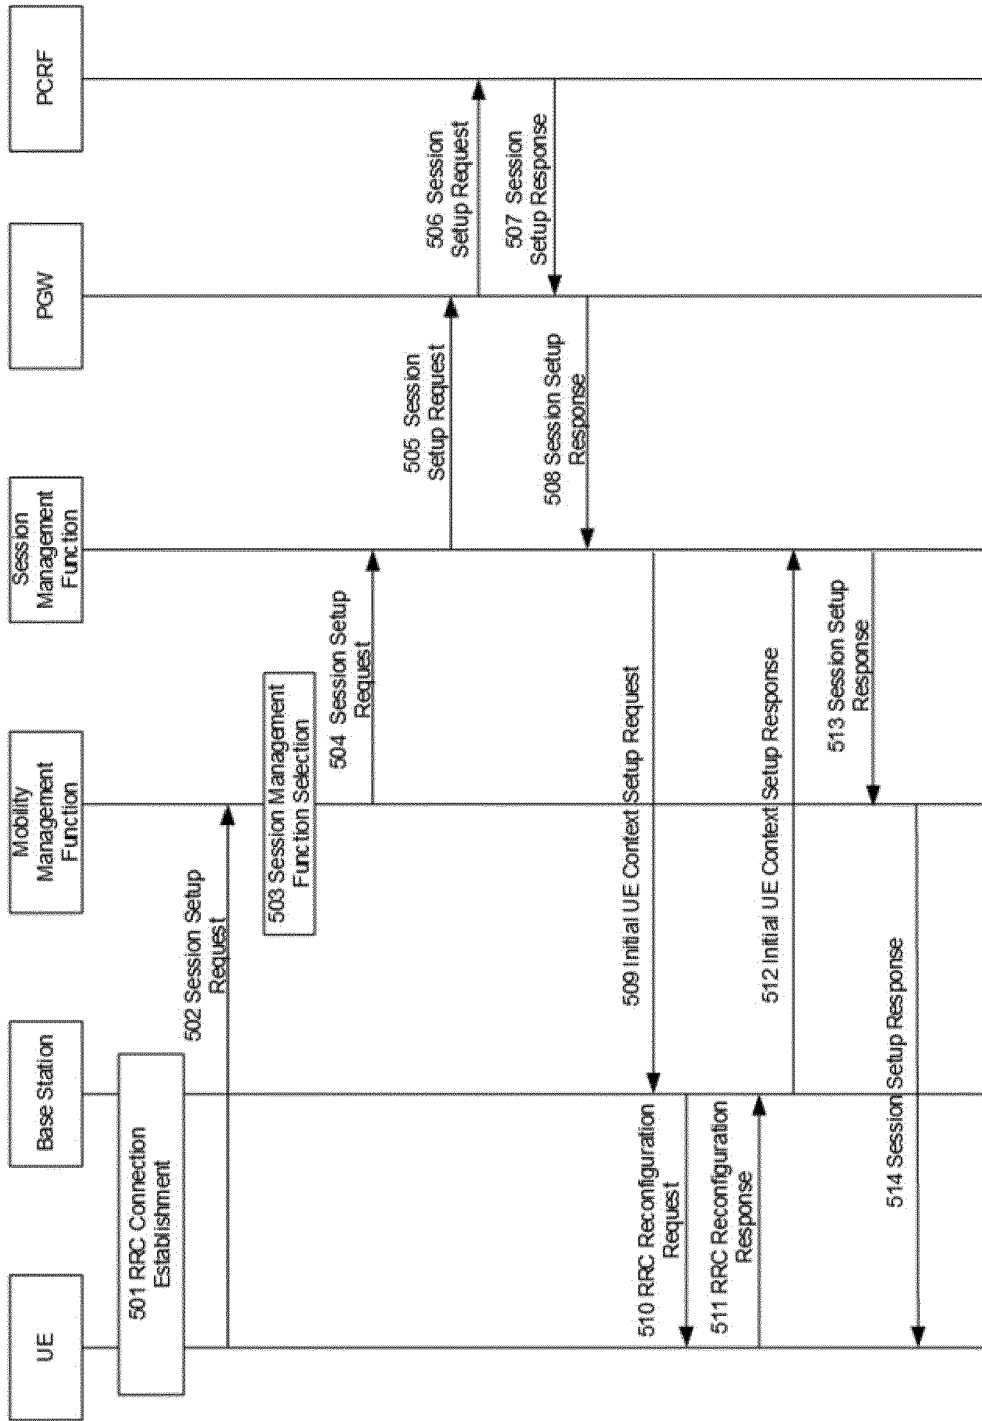 UE
Base Station
Mobility
Management
Function
Session
Management
Function
PGW
PCRF
501 RRC Connection
Establishment
502 Session Setup
Request
503 Session Management
Function Selection
504 Session Setup
Request
505 Session
Setup Request
506 Session
Setup Request
507 Session
Setup Response
508 Session Setup
Response
509 Initial UE Context Setup Request
510 RRC Reconfiguration
Request
511 RRC Reconfiguration
Response
512 Initial UE Context Setup Response
513 Session Setup
Response
514 Session Setup Response